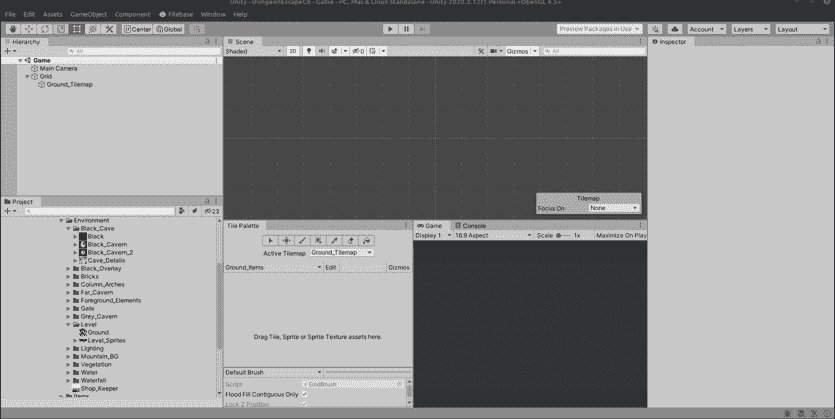 Unity - DungeonEscapeCb - Game - PC, Mac & Linux Standalone - Unity 2020.3.12f1 Personal <OpenGL 4.5>
File Edit Assets GameObject Component Filebase Window Help
Center Global Preview Packages in Use Account Layers Layout
Hierarchy
All
Game
Main Camera
Grid
Ground_Tilemap
Scene
Shaded 2D 0 Gizmos All
Tilemap
Focus On None
Inspector
Project
23
Environment
Black_Cave
Black
Black_Cavern
Black_Cavern_2
Cave_Details
Black_Overlay
Bricks
Column_Arches
Far_Cavern
Foreground_Elements
Gate
Grey_Cavern
Level
Ground
Level_Sprites
Lighting
Mountain_BG
Vegetation
Water
Waterfall
Shop_Keeper
Items
Tile Palette
Active Tilemap Ground_Tilemap
Ground_Items Edit Gizmos
Drag Tile, Sprite or Sprite Texture assets here.
Default Brush
Script GridBrush
Flood Fill Contiguous Only
Lock Z Position
Game Console
Display 1 16:9 Aspect Scale 1x Maximize On Play